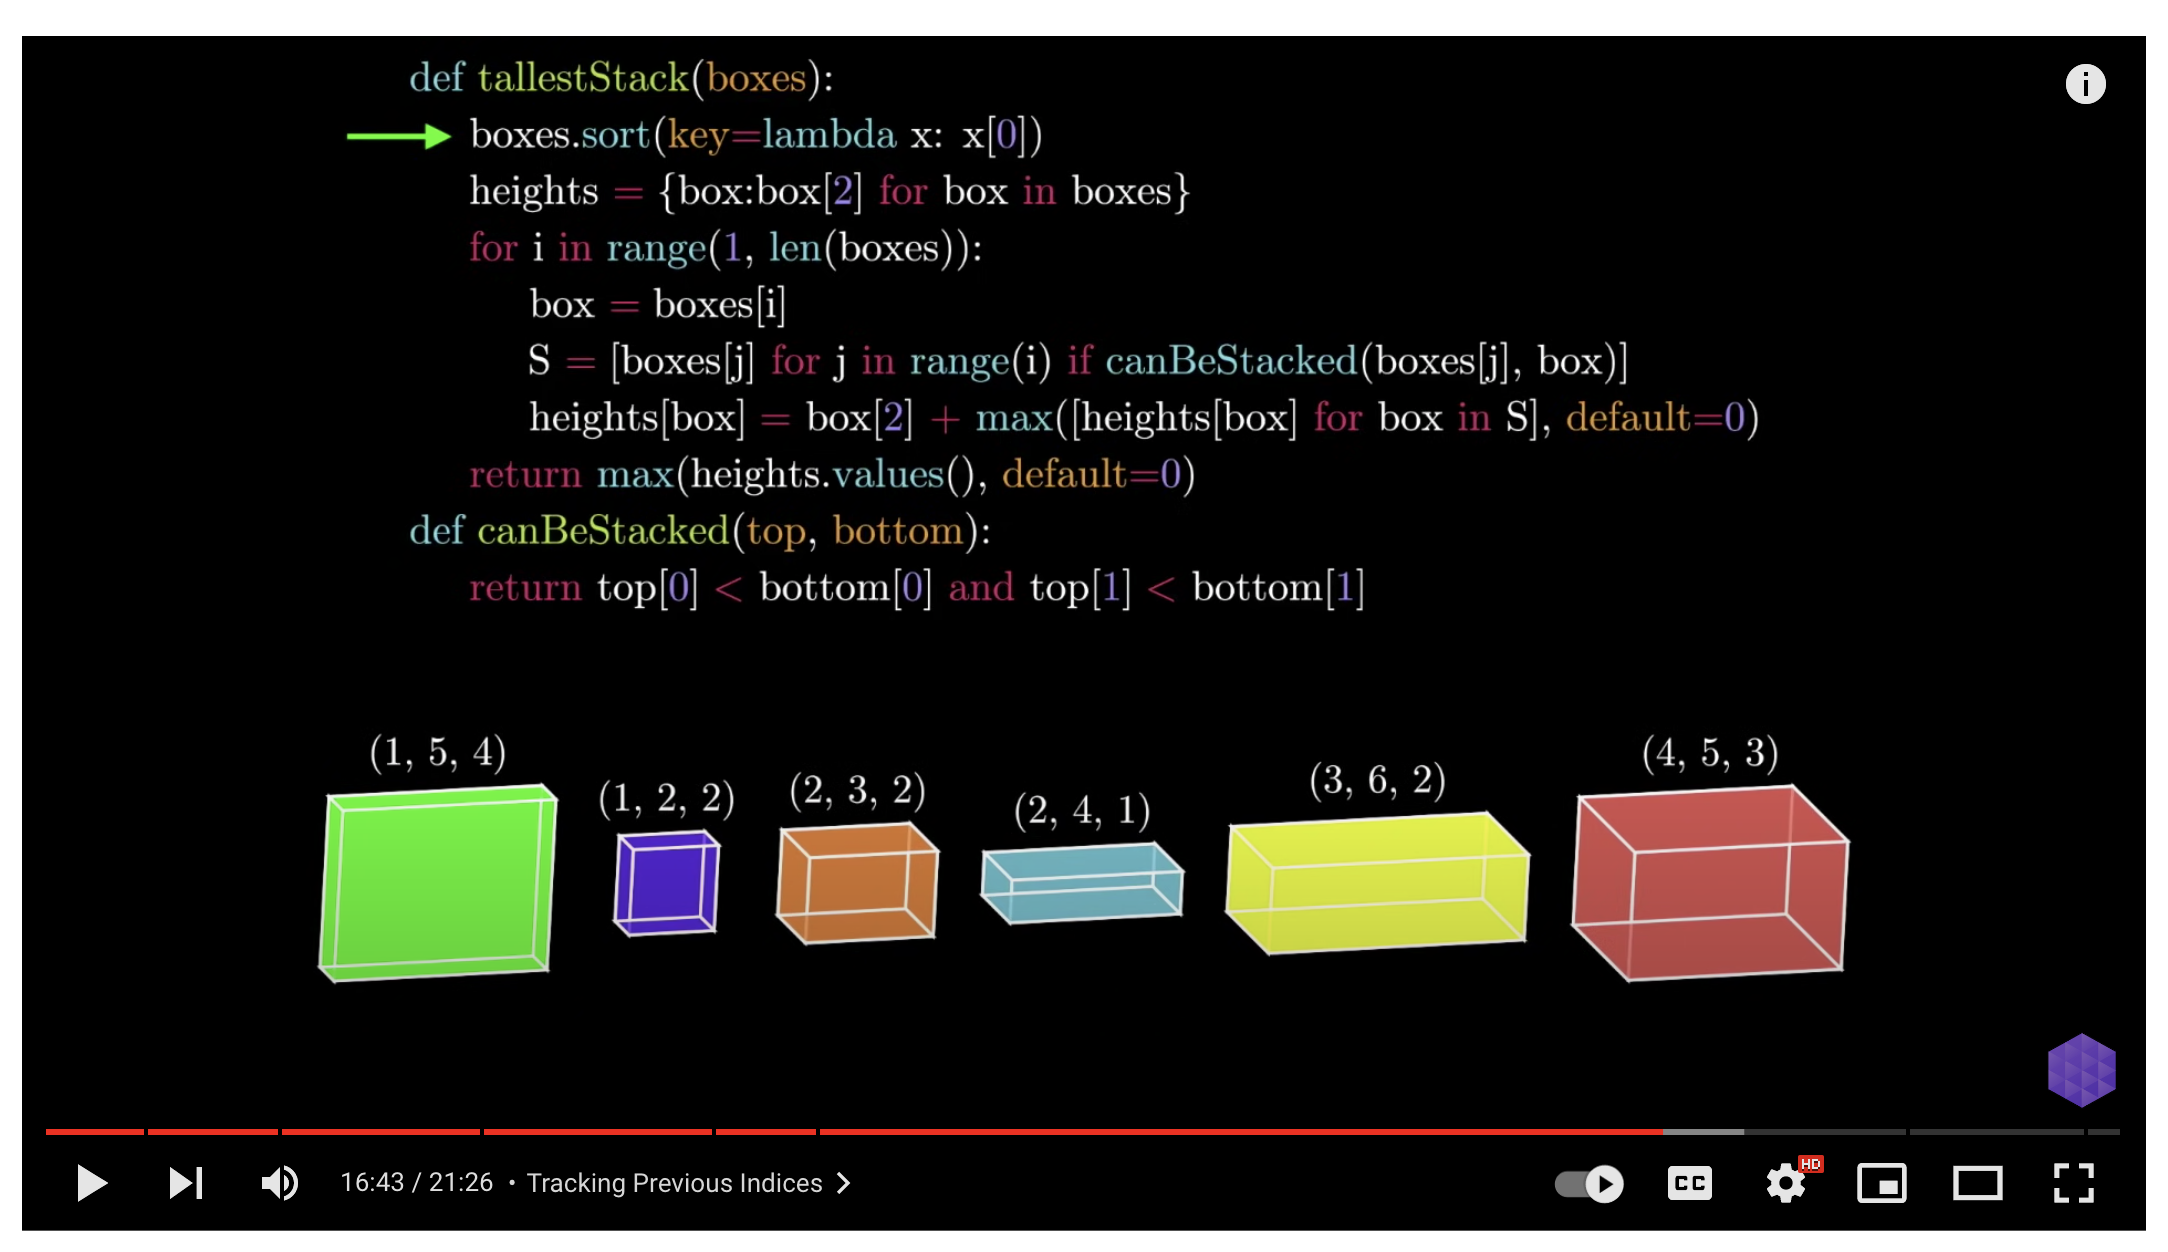 def tallestStack(boxes):
boxes.sort(key=lambda x: x[0])
heights = {box:box[2] for box in boxes}
for i in range(1, len(boxes)):
box = boxes[i]
S = [boxes[j] for j in range(i) if canBeStacked(boxes[j], box)]
heights[box] = box[2] + max([heights[box] for box in S], default=0)
return max(heights.values(), default=0)
def canBeStacked(top, bottom):
return top[0] < bottom[0] and top[1] < bottom[1]
(1, 5, 4)
(1, 2, 2)
(2, 3, 2)
(2, 4, 1)
(3, 6, 2)
(4, 5, 3)
16:43 / 21:26 • Tracking Previous Indices
CC
HD